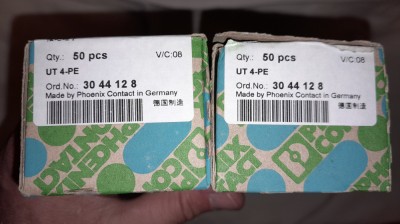 Qty.: 50 pcs V/C:08
UT 4-PE
Ord.No.: 30 44 12 8
Made by Phoenix Contact in Germany
德国制造
PHOENIX
CONTACT
Qty.: 50 pcs V/C:08
UT 4-PE
Ord.No.: 30 44 12 8
Made by Phoenix Contact in Germany
德国制造